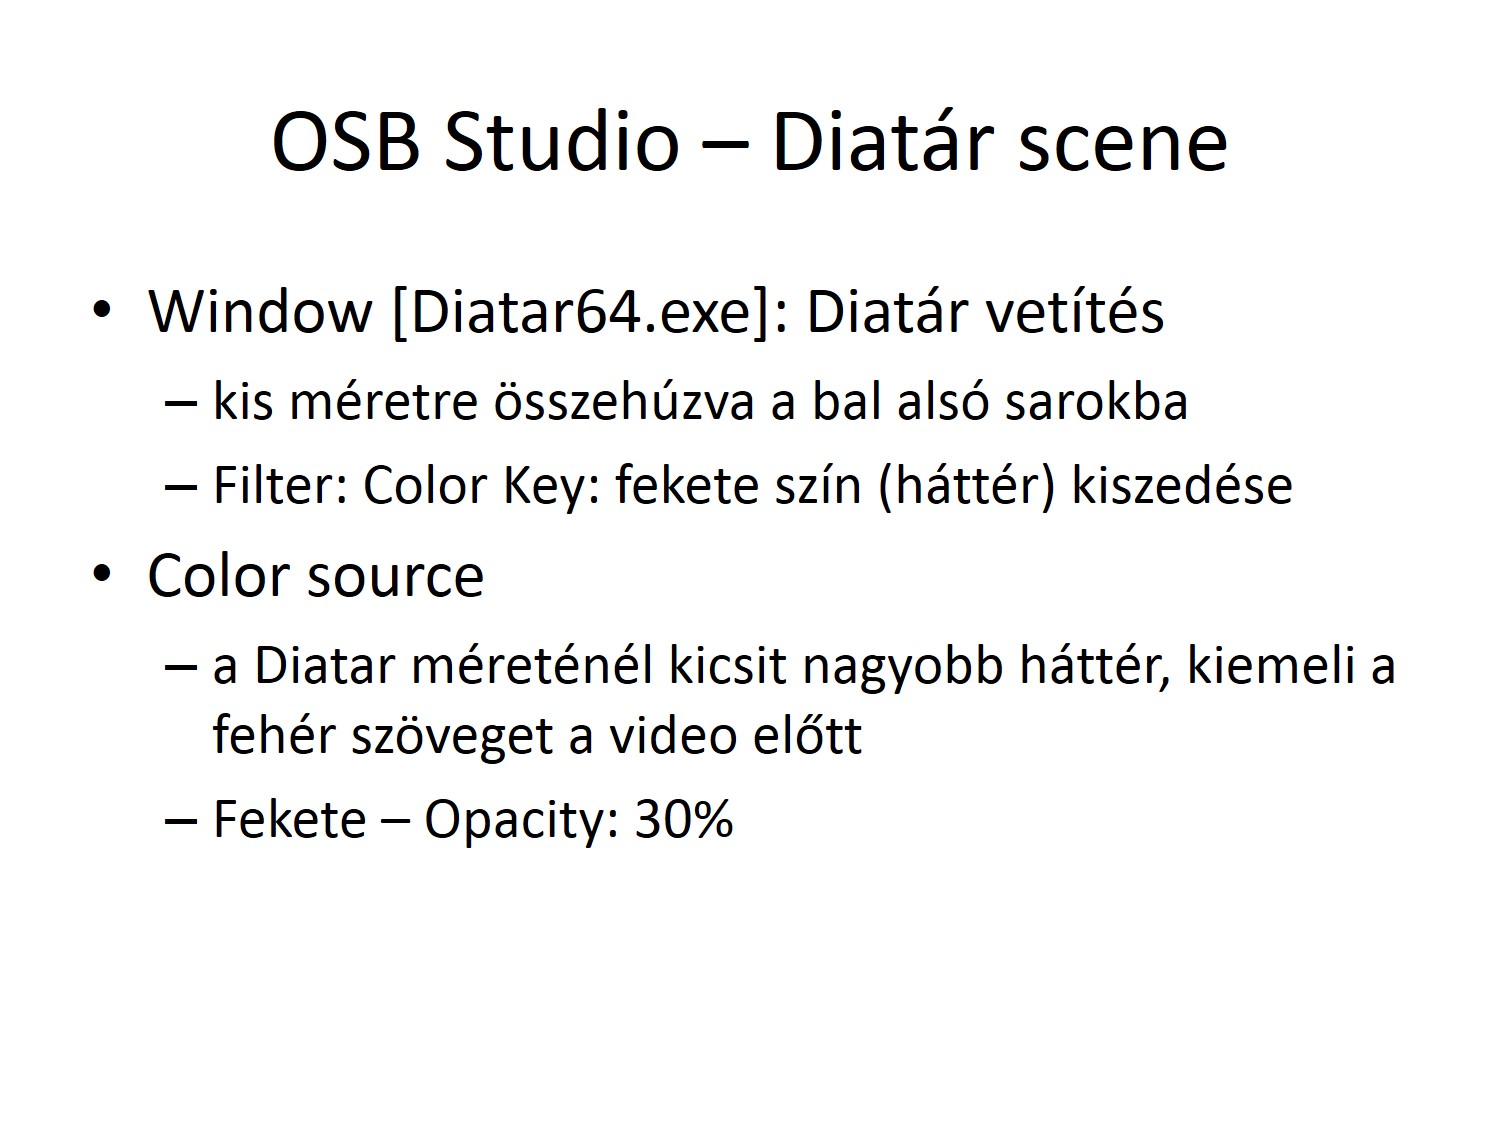 OSB Studio – Diatár scene
• Window [Diatar64.exe]: Diatár vetítés
– kis méretre összehúzva a bal alsó sarokba
– Filter: Color Key: fekete szín (háttér) kiszedése
• Color source
– a Diatar méreténél kicsit nagyobb háttér, kiemeli a
fehér szöveget a video előtt
– Fekete – Opacity: 30%